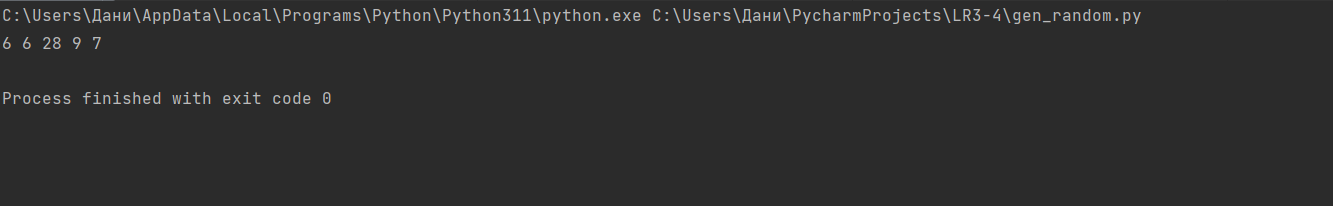 C:\Users\Дани\AppData\Local\Programs\Python\Python311\python.exe C:\Users\Дани\PycharmProjects\LR3-4\gen_random.py
6 6 28 9 7
Process finished with exit code 0